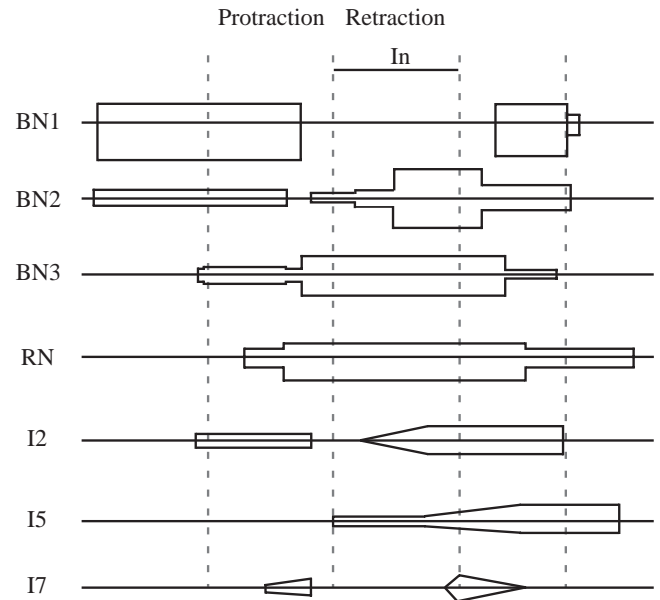 Protraction Retraction
In
BN1
BN2
BN3
RN
I2
I5
I7